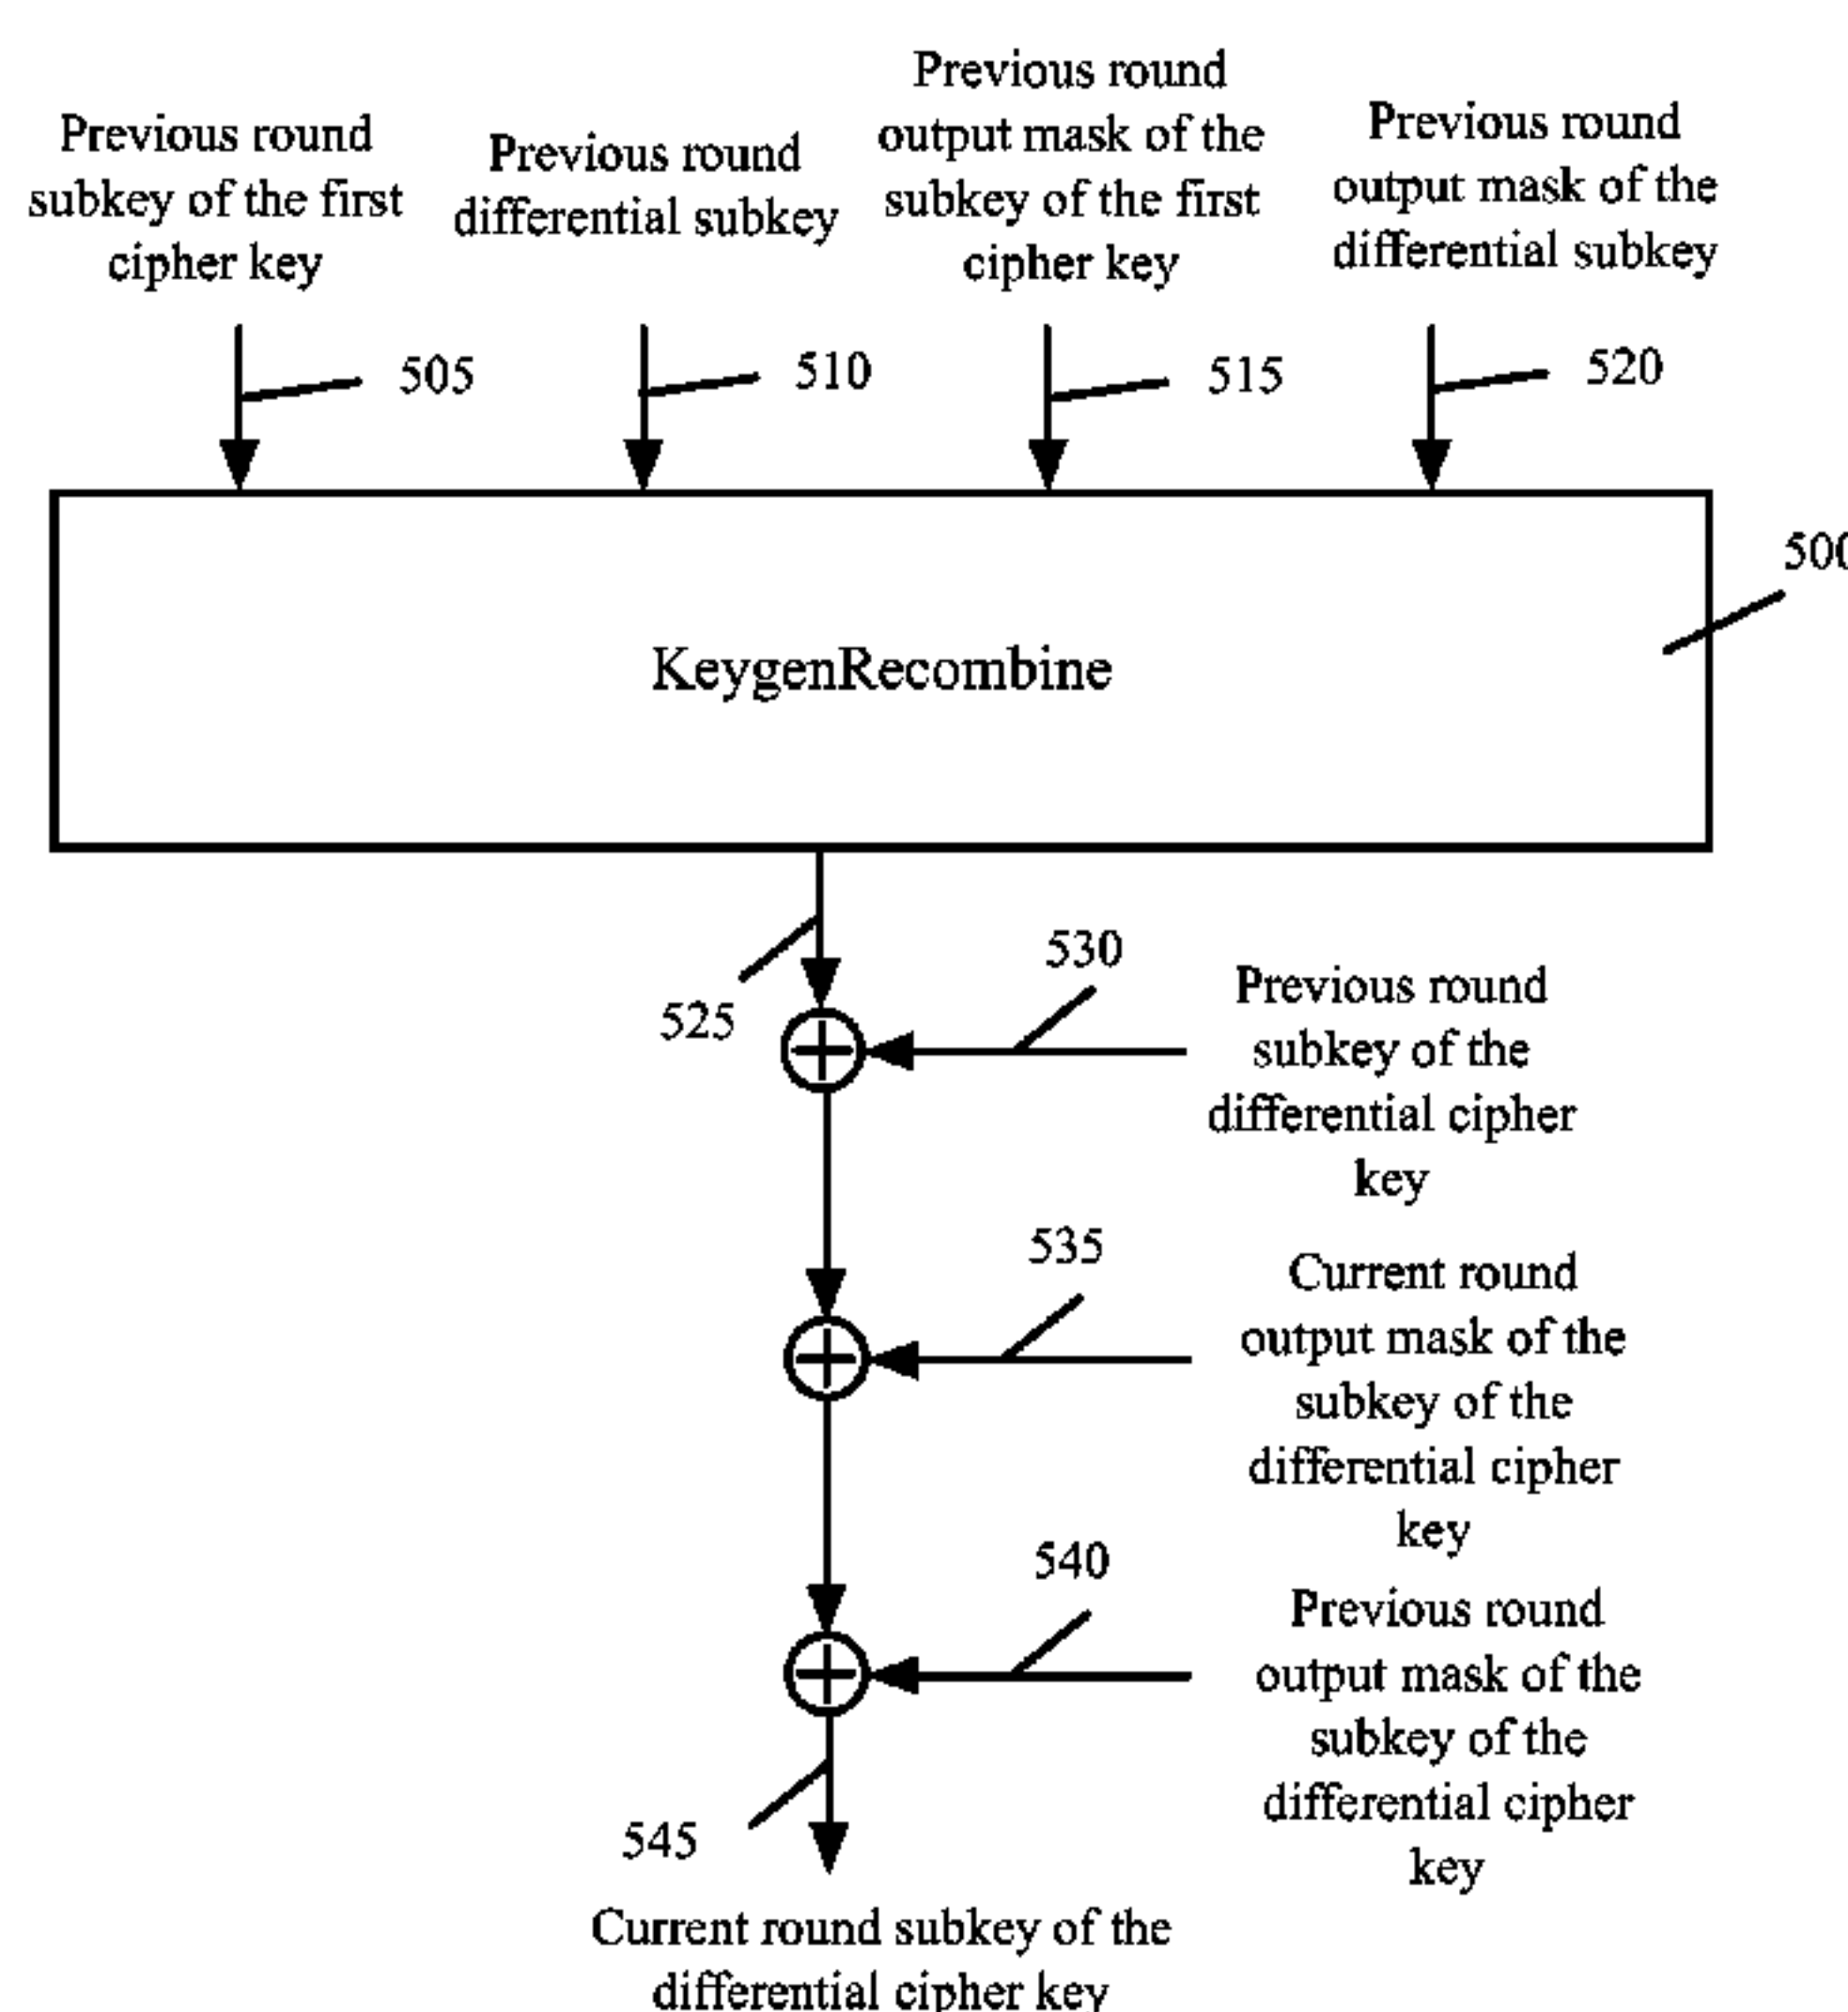 Previous round
subkey of the first
cipher key
Previous round
differential subkey
Previous round
output mask of the
subkey of the first
cipher key
Previous round
output mask of the
differential subkey
505
510
515
520
500
KeygenRecombine
525
530
Previous round
subkey of the
differential cipher
key
535
Current round
output mask of the
subkey of the
differential cipher
key
540
Previous round
output mask of the
subkey of the
differential cipher
key
545
Current round subkey of the
differential cipher key